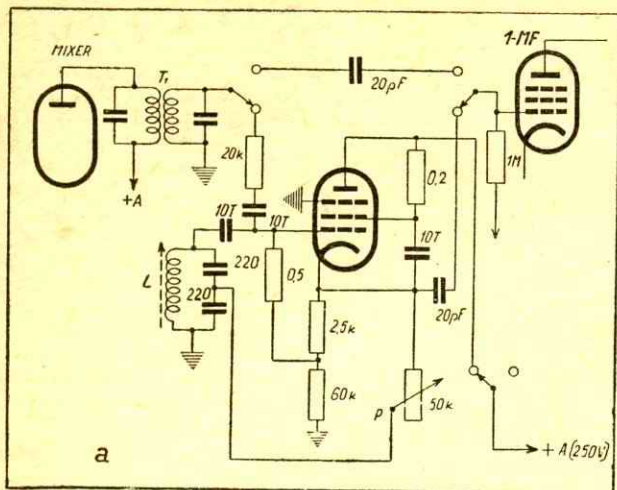 MIXER
T₁
20pF
1-MF
20k
+A
1M
0,2
10T
10T
10T
220
L
220
0,5
20pF
2,5k
60k
P
50k
a
+ A (250V)